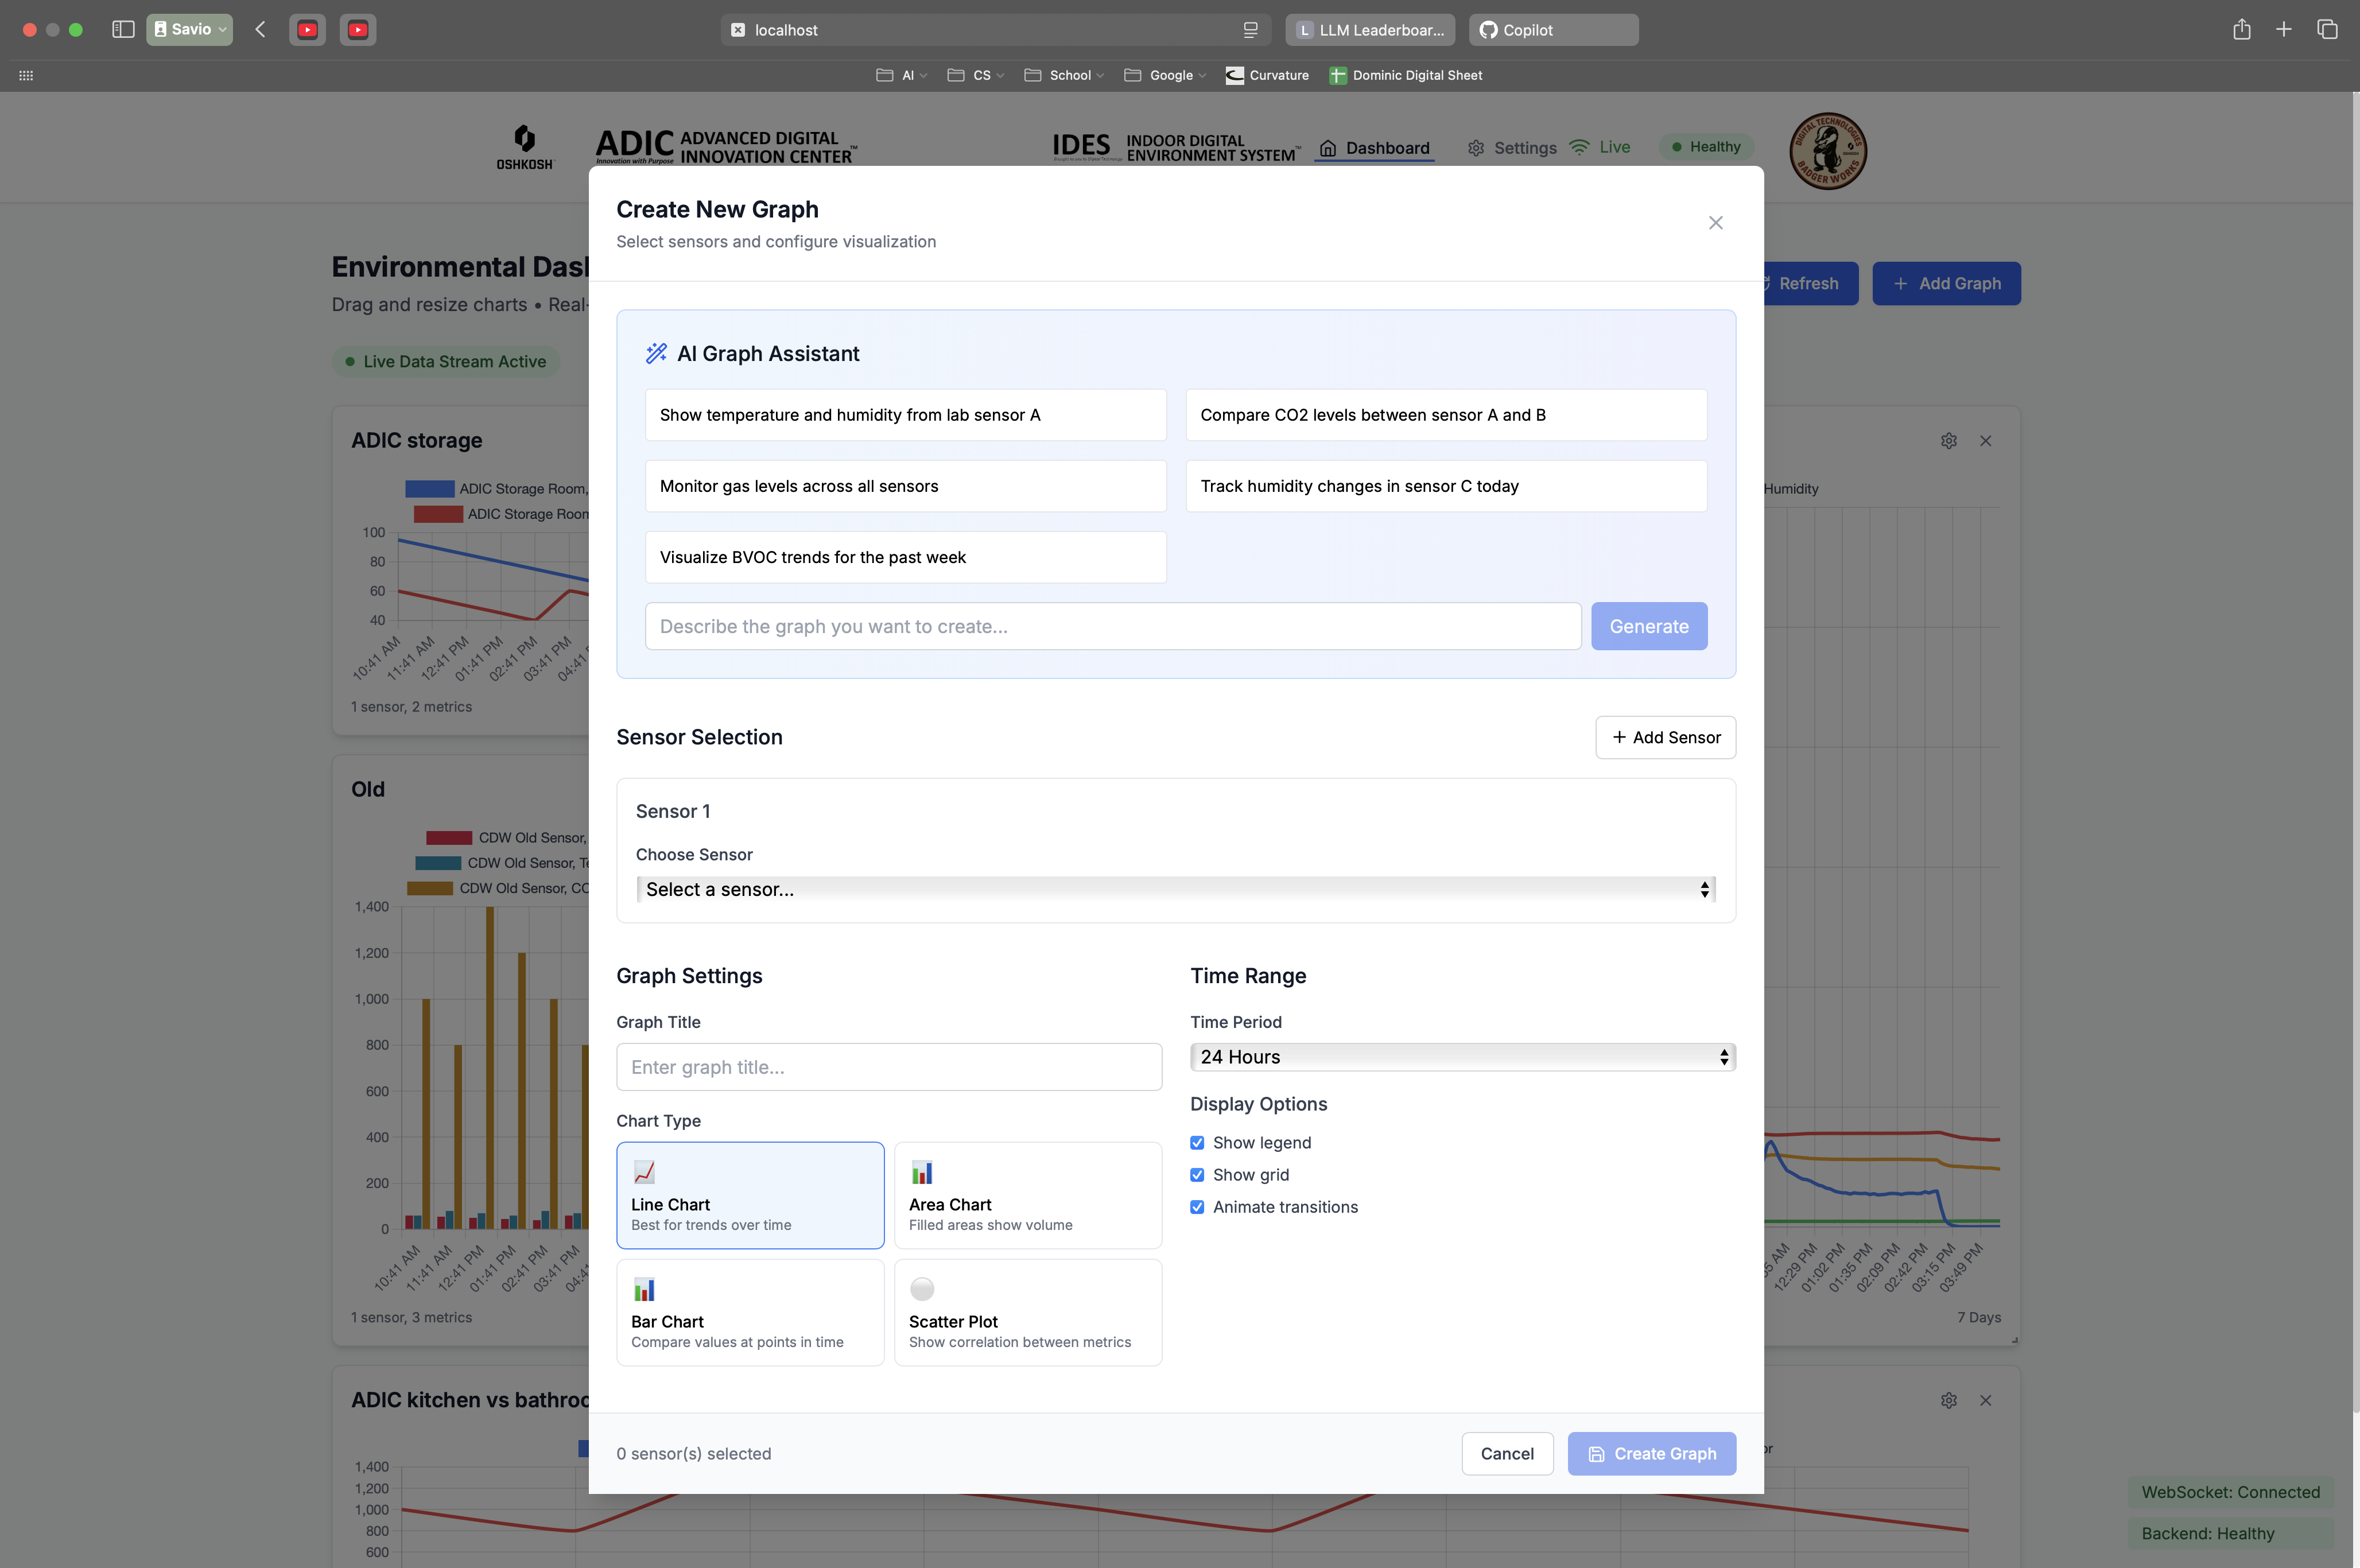 Savio
localhost
L LLM Leaderboar...
Copilot
AI
CS
School
Google
Curvature
Dominic Digital Sheet
OSHKOSH
ADIC ADVANCED DIGITAL
INNOVATION CENTER™
Innovation with Purpose
IDES INDOOR DIGITAL
ENVIRONMENT SYSTEM™
Dashboard
Settings
Live
Healthy
DIGITAL TECHNOLOGIES
BADGER WORKS
Create New Graph
Select sensors and configure visualization
Environmental Dash
Drag and resize charts • Real-
Refresh
Add Graph
Live Data Stream Active
AI Graph Assistant
Show temperature and humidity from lab sensor A
Compare CO2 levels between sensor A and B
Monitor gas levels across all sensors
Track humidity changes in sensor C today
Visualize BVOC trends for the past week
Describe the graph you want to create...
Generate
ADIC storage
ADIC Storage Room,
ADIC Storage Room
100
80
60
40
10:41 AM
11:41 AM
12:41 PM
01:41 PM
02:41 PM
03:41 PM
04:41
1 sensor, 2 metrics
Humidity
Sensor Selection
+ Add Sensor
Sensor 1
Choose Sensor
Select a sensor...
Old
CDW Old Sensor,
CDW Old Sensor, Te
CDW Old Sensor, CO
1,400
1,200
1,000
800
600
400
200
0
10:41 AM
11:41 AM
12:41 PM
01:41 PM
02:41 PM
03:41 PM
04:41
1 sensor, 3 metrics
Graph Settings
Graph Title
Enter graph title...
Chart Type
Line Chart
Best for trends over time
Area Chart
Filled areas show volume
Bar Chart
Compare values at points in time
Scatter Plot
Show correlation between metrics
Time Range
Time Period
24 Hours
Display Options
Show legend
Show grid
Animate transitions
05 AM
12:29 PM
01:02 PM
01:35 PM
02:09 PM
02:42 PM
03:15 PM
03:49 PM
7 Days
ADIC kitchen vs bathroo
0 sensor(s) selected
Cancel
Create Graph
or
1,400
1,200
1,000
800
600
WebSocket: Connected
Backend: Healthy